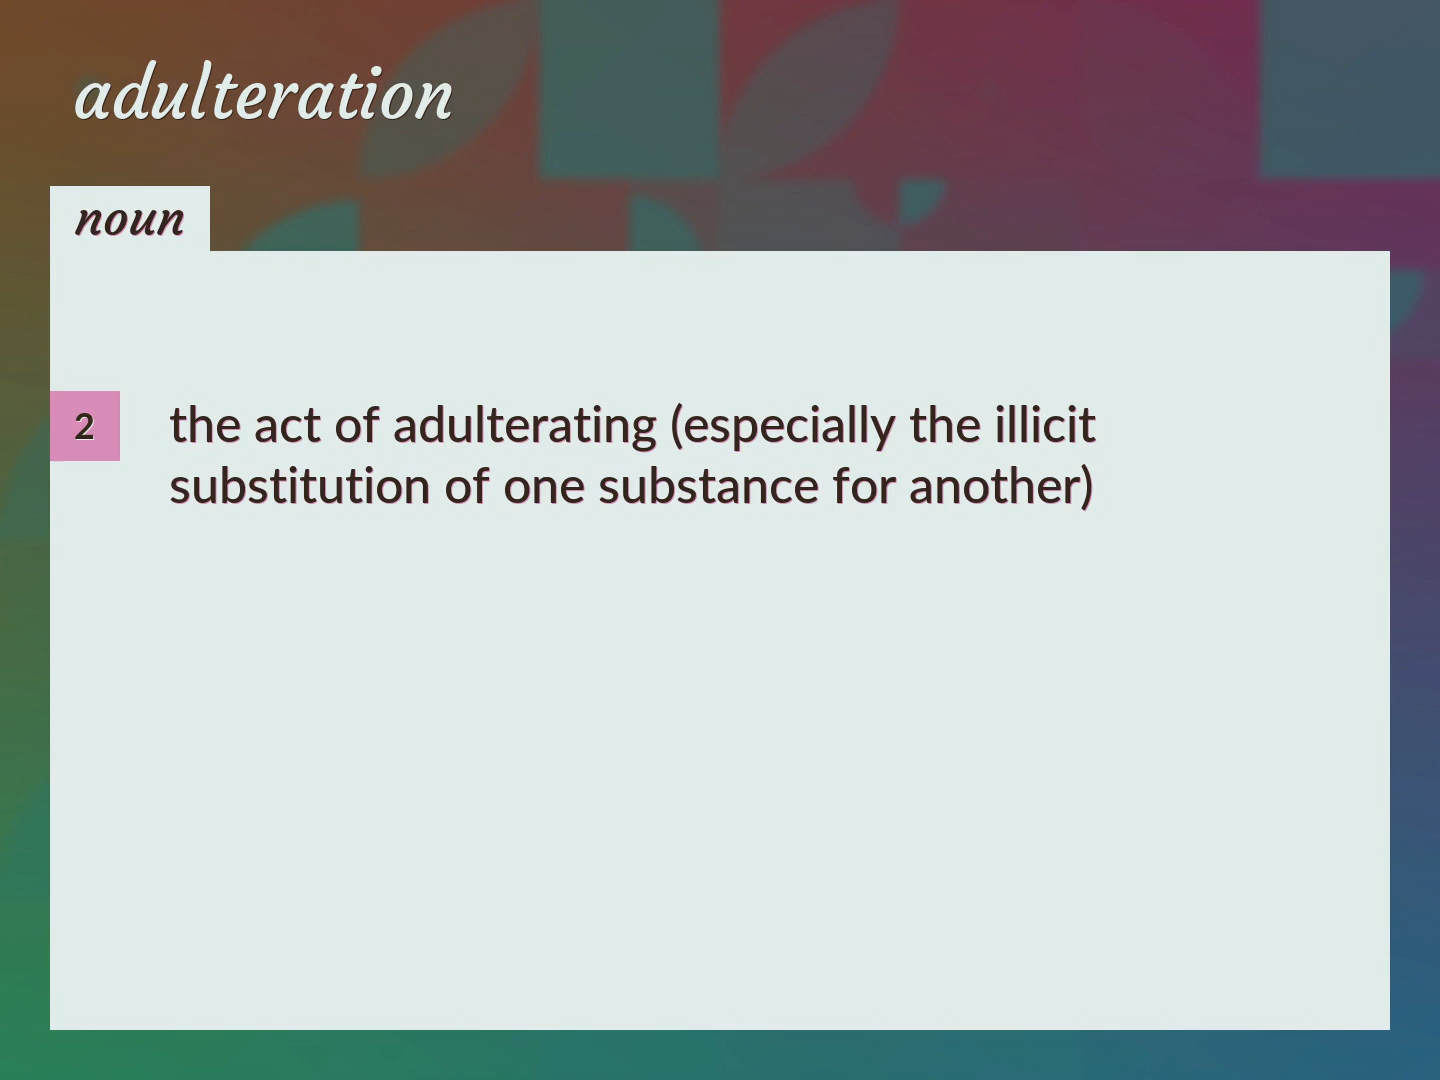 adulteration
noun
2
the act of adulterating (especially the illicit
substitution of one substance for another)